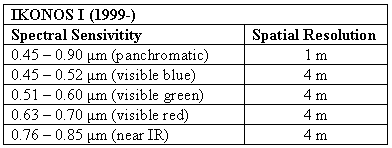 IKONOS I (1999-)
Spectral Sensivitity Spatial Resolution
0.45 – 0.90 μm (panchromatic) 1 m
0.45 – 0.52 μm (visible blue) 4 m
0.51 – 0.60 μm (visible green) 4 m
0.63 – 0.70 μm (visible red) 4 m
0.76 – 0.85 μm (near IR) 4 m